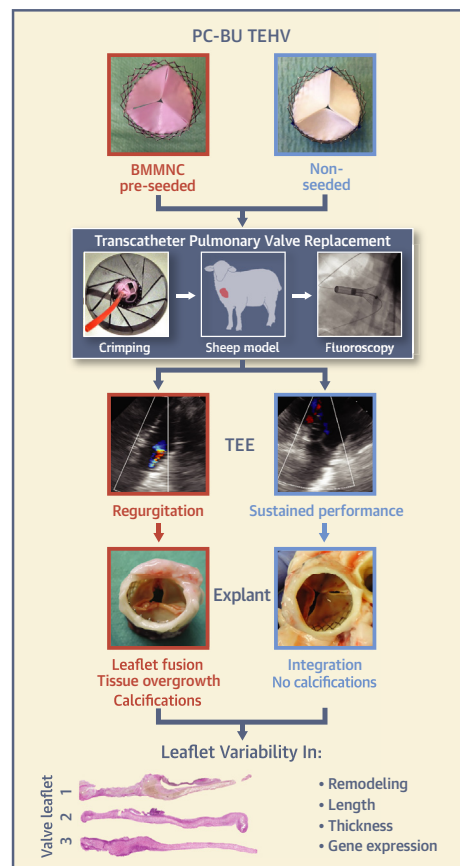 PC-BU TEHV
BMMNC
pre-seeded
Non-
seeded
Transcatheter Pulmonary Valve Replacement
Crimping
Sheep model
Fluoroscopy
TEE
Regurgitation
Sustained performance
Explant
Leaflet fusion
Tissue overgrowth
Calcifications
Integration
No calcifications
Leaflet Variability In:
Valve leaflet
1
2
3
• Remodeling
• Length
• Thickness
• Gene expression